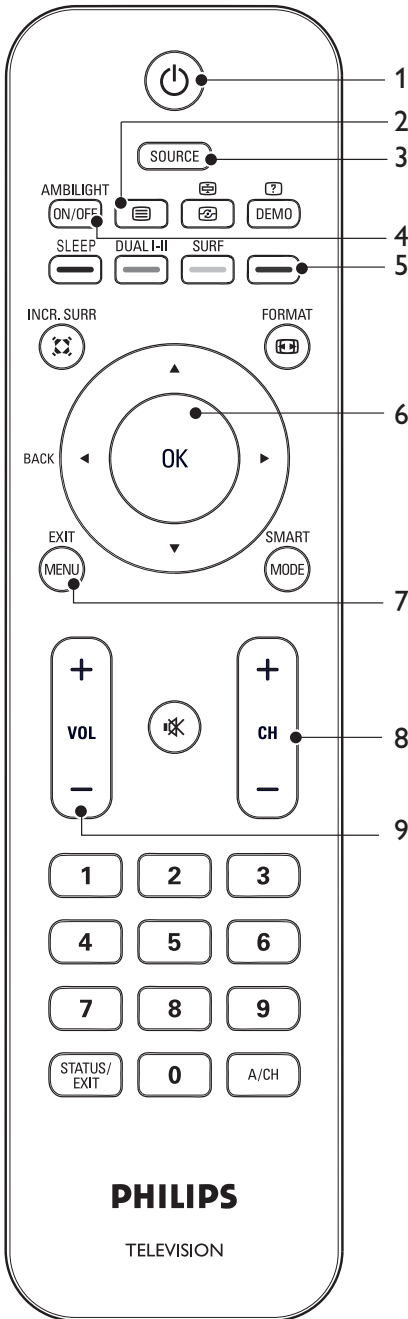 1
2
SOURCE
3
AMBILIGHT
?
ON/OFF
DEMO
4
SLEEP
DUAL I-II
SURF
5
INCR. SURR
FORMAT
6
BACK
OK
EXIT
SMART
MENU
MODE
7
+
+
VOL
CH
8
−
−
9
1 2 3
4 5 6
7 8 9
STATUS/
EXIT
0
A/CH
PHILIPS
TELEVISION